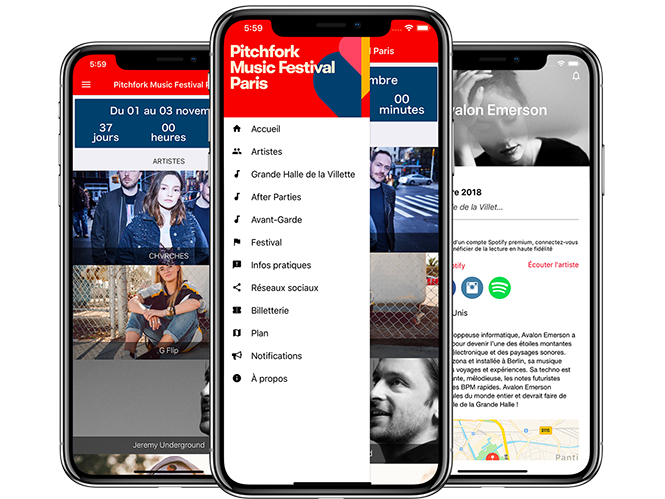 5:59
Pitchfork Music Festival P
Du 01 au 03 novem
37
jours
00
heures
ARTISTES
CHVRCHES
G Flip
Jeremy Underground
5:59
Pitchfork
Music Festival
Paris
Paris
mbre
00
minutes
Accueil
Artistes
Grande Halle de la Villette
After Parties
Avant-Garde
Festival
Infos pratiques
Réseaux sociaux
Billetterie
Plan
Notifications
À propos
valon Emerson
re 2018
le de la Villet...
d'un compte Spotify premium, connectez-vous
néficier de la lecture en haute fidélité
otify
Écouter l'artiste
Unis
oppeuse informatique, Avalon Emerson a
pour devenir l'une des étoiles montantes
électronique et des paysages sonores.
zona et installée à Berlin, sa musique
s voyages et expériences. Sa techno est
ante, mélodieuse, les notes futuristes
es BPM rapides. Avalon Emerson
ules du monde entier et devrait faire de
de la Grande Halle !
Panti